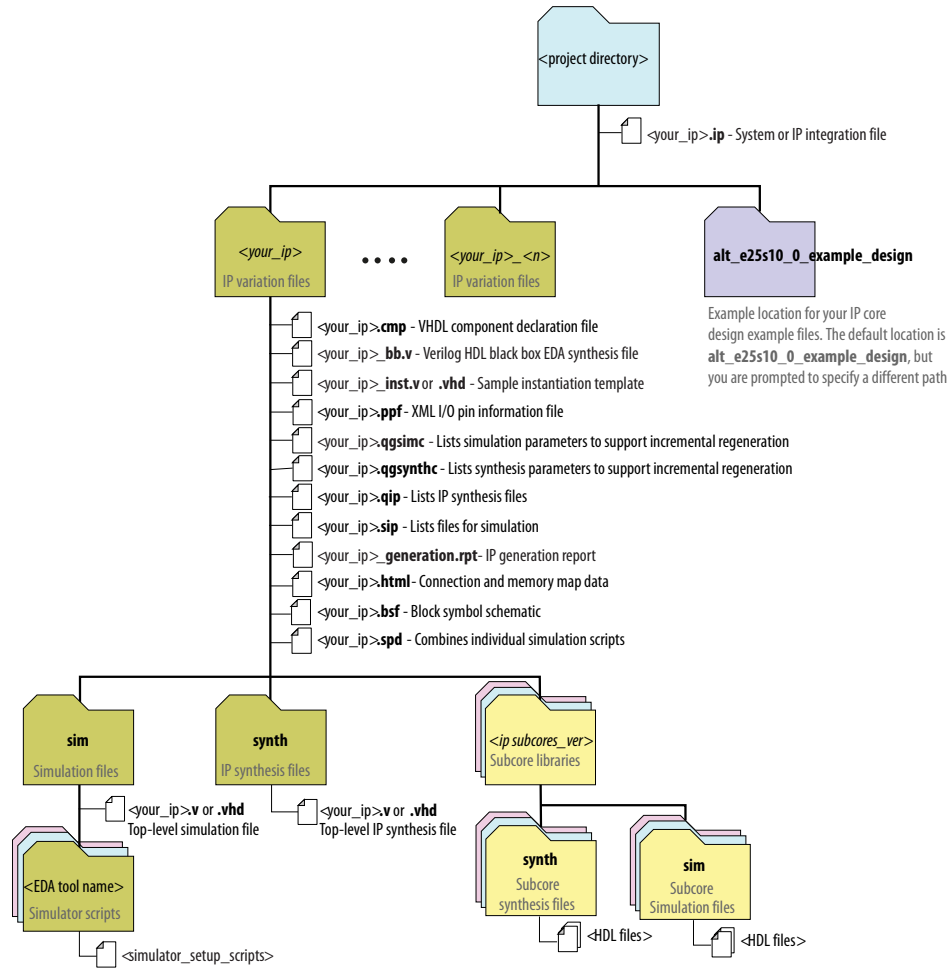 <project directory>
<your_ip>.ip - System or IP integration file
<your_ip>
IP variation files
<your_ip>_<n>
IP variation files
alt_e25s10_0_example_design
Example location for your IP core
design example files. The default location is
alt_e25s10_0_example_design, but
you are prompted to specify a different path
<your_ip>.cmp - VHDL component declaration file
<your_ip>_bb.v - Verilog HDL black box EDA synthesis file
<your_ip>_inst.v or .vhd - Sample instantiation template
<your_ip>.ppf - XML I/O pin information file
<your_ip>.qgsimc - Lists simulation parameters to support incremental regeneration
<your_ip>.qgsynthc - Lists synthesis parameters to support incremental regeneration
<your_ip>.qip - Lists IP synthesis files
<your_ip>.sip - Lists files for simulation
<your_ip>_generation.rpt- IP generation report
<your_ip>.html- Connection and memory map data
<your_ip>.bsf - Block symbol schematic
<your_ip>.spd - Combines individual simulation scripts
sim
Simulation files
synth
IP synthesis files
<ip subcores_ver>
Subcore libraries
<your_ip>.v or .vhd
Top-level simulation file
<your_ip>.v or .vhd
Top-level IP synthesis file
<EDA tool name>
Simulator scripts
synth
Subcore
synthesis files
sim
Subcore
Simulation files
<simulator_setup_scripts>
<HDL files>
<HDL files>